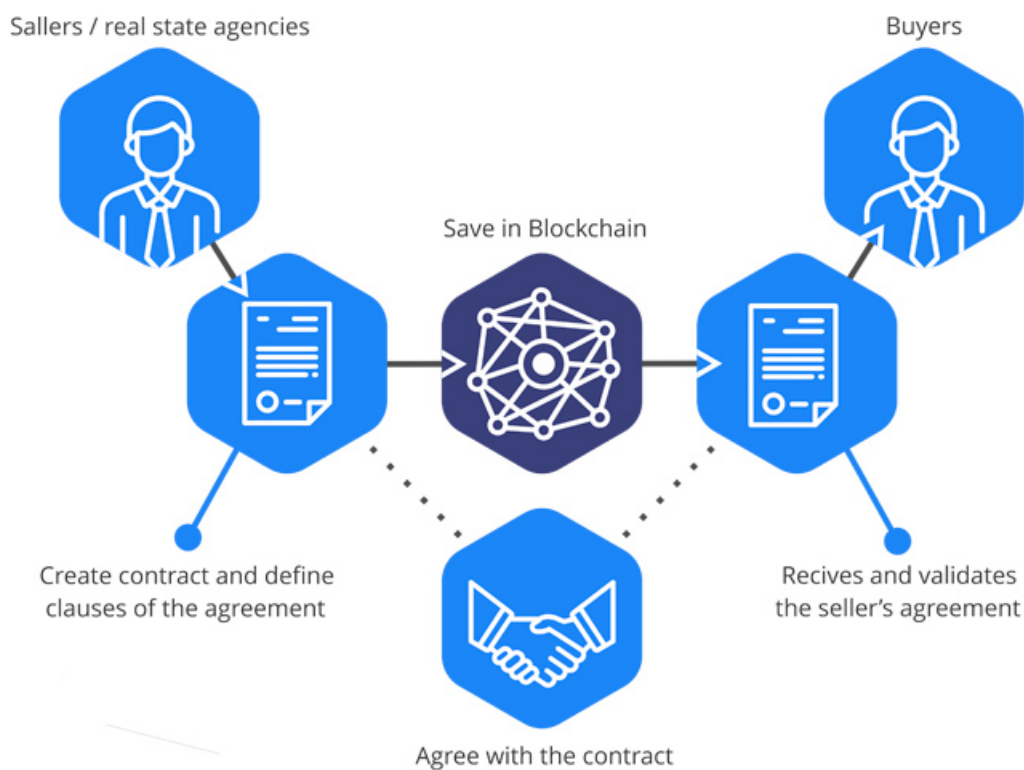 Sallers / real state agencies
Buyers
Save in Blockchain
Create contract and define
clauses of the agreement
Recives and validates
the seller's agreement
Agree with the contract